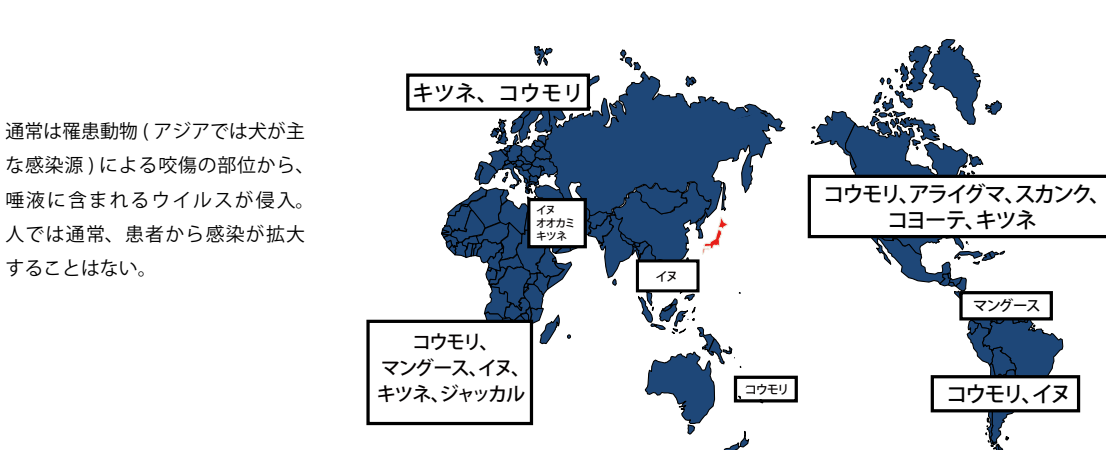 通常は罹患動物 ( アジアでは犬が主
な感染源 ) による咬傷の部位から、
唾液に含まれるウイルスが侵入。
人では通常、患者から感染が拡大
することはない。
キツネ、コウモリ
イヌ
オオカミ
キツネ
イヌ
コウモリ、
マングース、イヌ、
キツネ、ジャッカル
コウモリ
コウモリ、アライグマ、スカンク、
コヨーテ、キツネ
マングース
コウモリ、イヌ